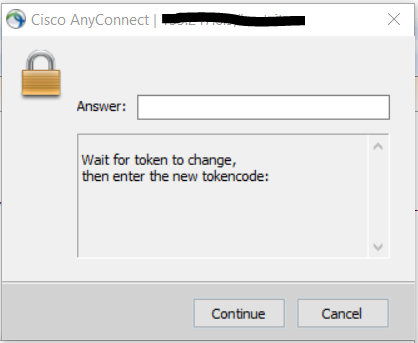 Cisco AnyConnect |
Answer:
Wait for token to change,
then enter the new tokencode:
Continue
Cancel